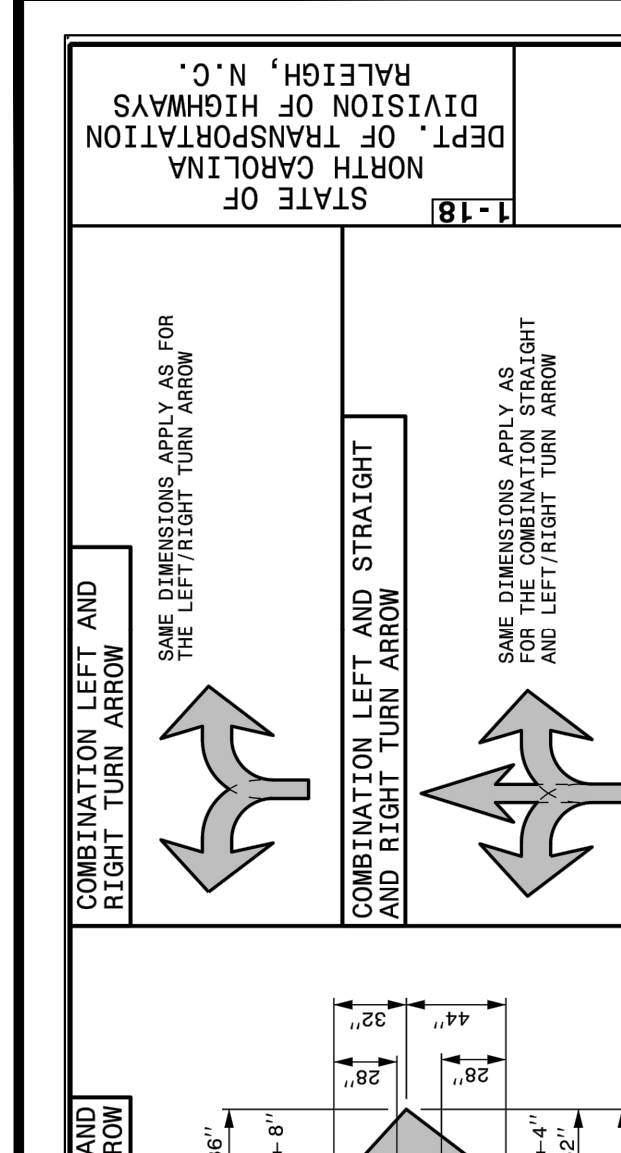 STATE OF
NORTH CAROLINA
DEPT. OF TRANSPORTATION
DIVISION OF HIGHWAYS
RALEIGH, N.C.
1-18
COMBINATION LEFT AND
RIGHT TURN ARROW
SAME DIMENSIONS APPLY AS FOR
THE LEFT/RIGHT TURN ARROW
COMBINATION LEFT AND STRAIGHT
AND RIGHT TURN ARROW
SAME DIMENSIONS APPLY AS
FOR THE COMBINATION STRAIGHT
AND LEFT/RIGHT TURN ARROW
32"
44"
28"
28"
AND